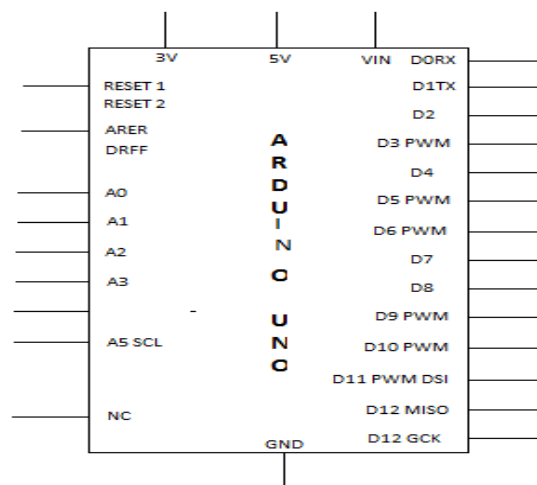 3V 5V VIN D0RX
RESET 1 D1TX
RESET 2
D2
ARER D3 PWM
DRFF
D4
A0 D5 PWM
A1 D6 PWM
A2 D7
A3 D8
D9 PWM
A5 SCL D10 PWM
D11 PWM DSI
NC D12 MISO
GND D12 GCK
ARDUINO UNO